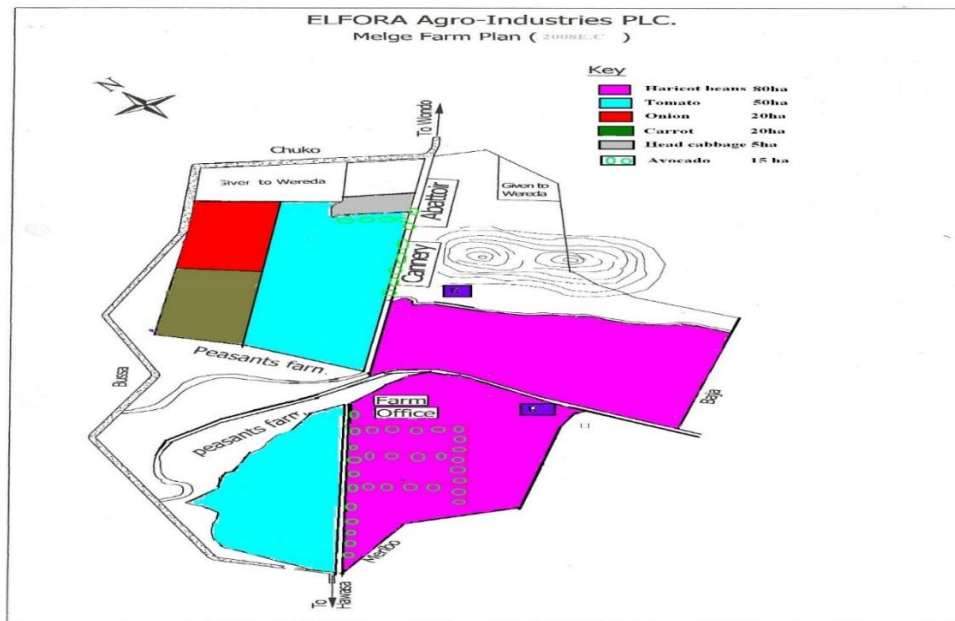 ELFORA Agro-Industries PLC.
Melge Farm Plan ( 2008E.C )
Key
Haricot beans 80ha
Tomato 50ha
Onion 20ha
Carrot 20ha
Head cabbage 5ha
Avocado 15 ha
N
To Wondo
Chuko
Giver to Wereda
Given to
Wereda
Abattoir
Cannery
Peasants farn.
Bussa
Baja
Farm
Office
peasants farn,
Meribo
To
Hawasa